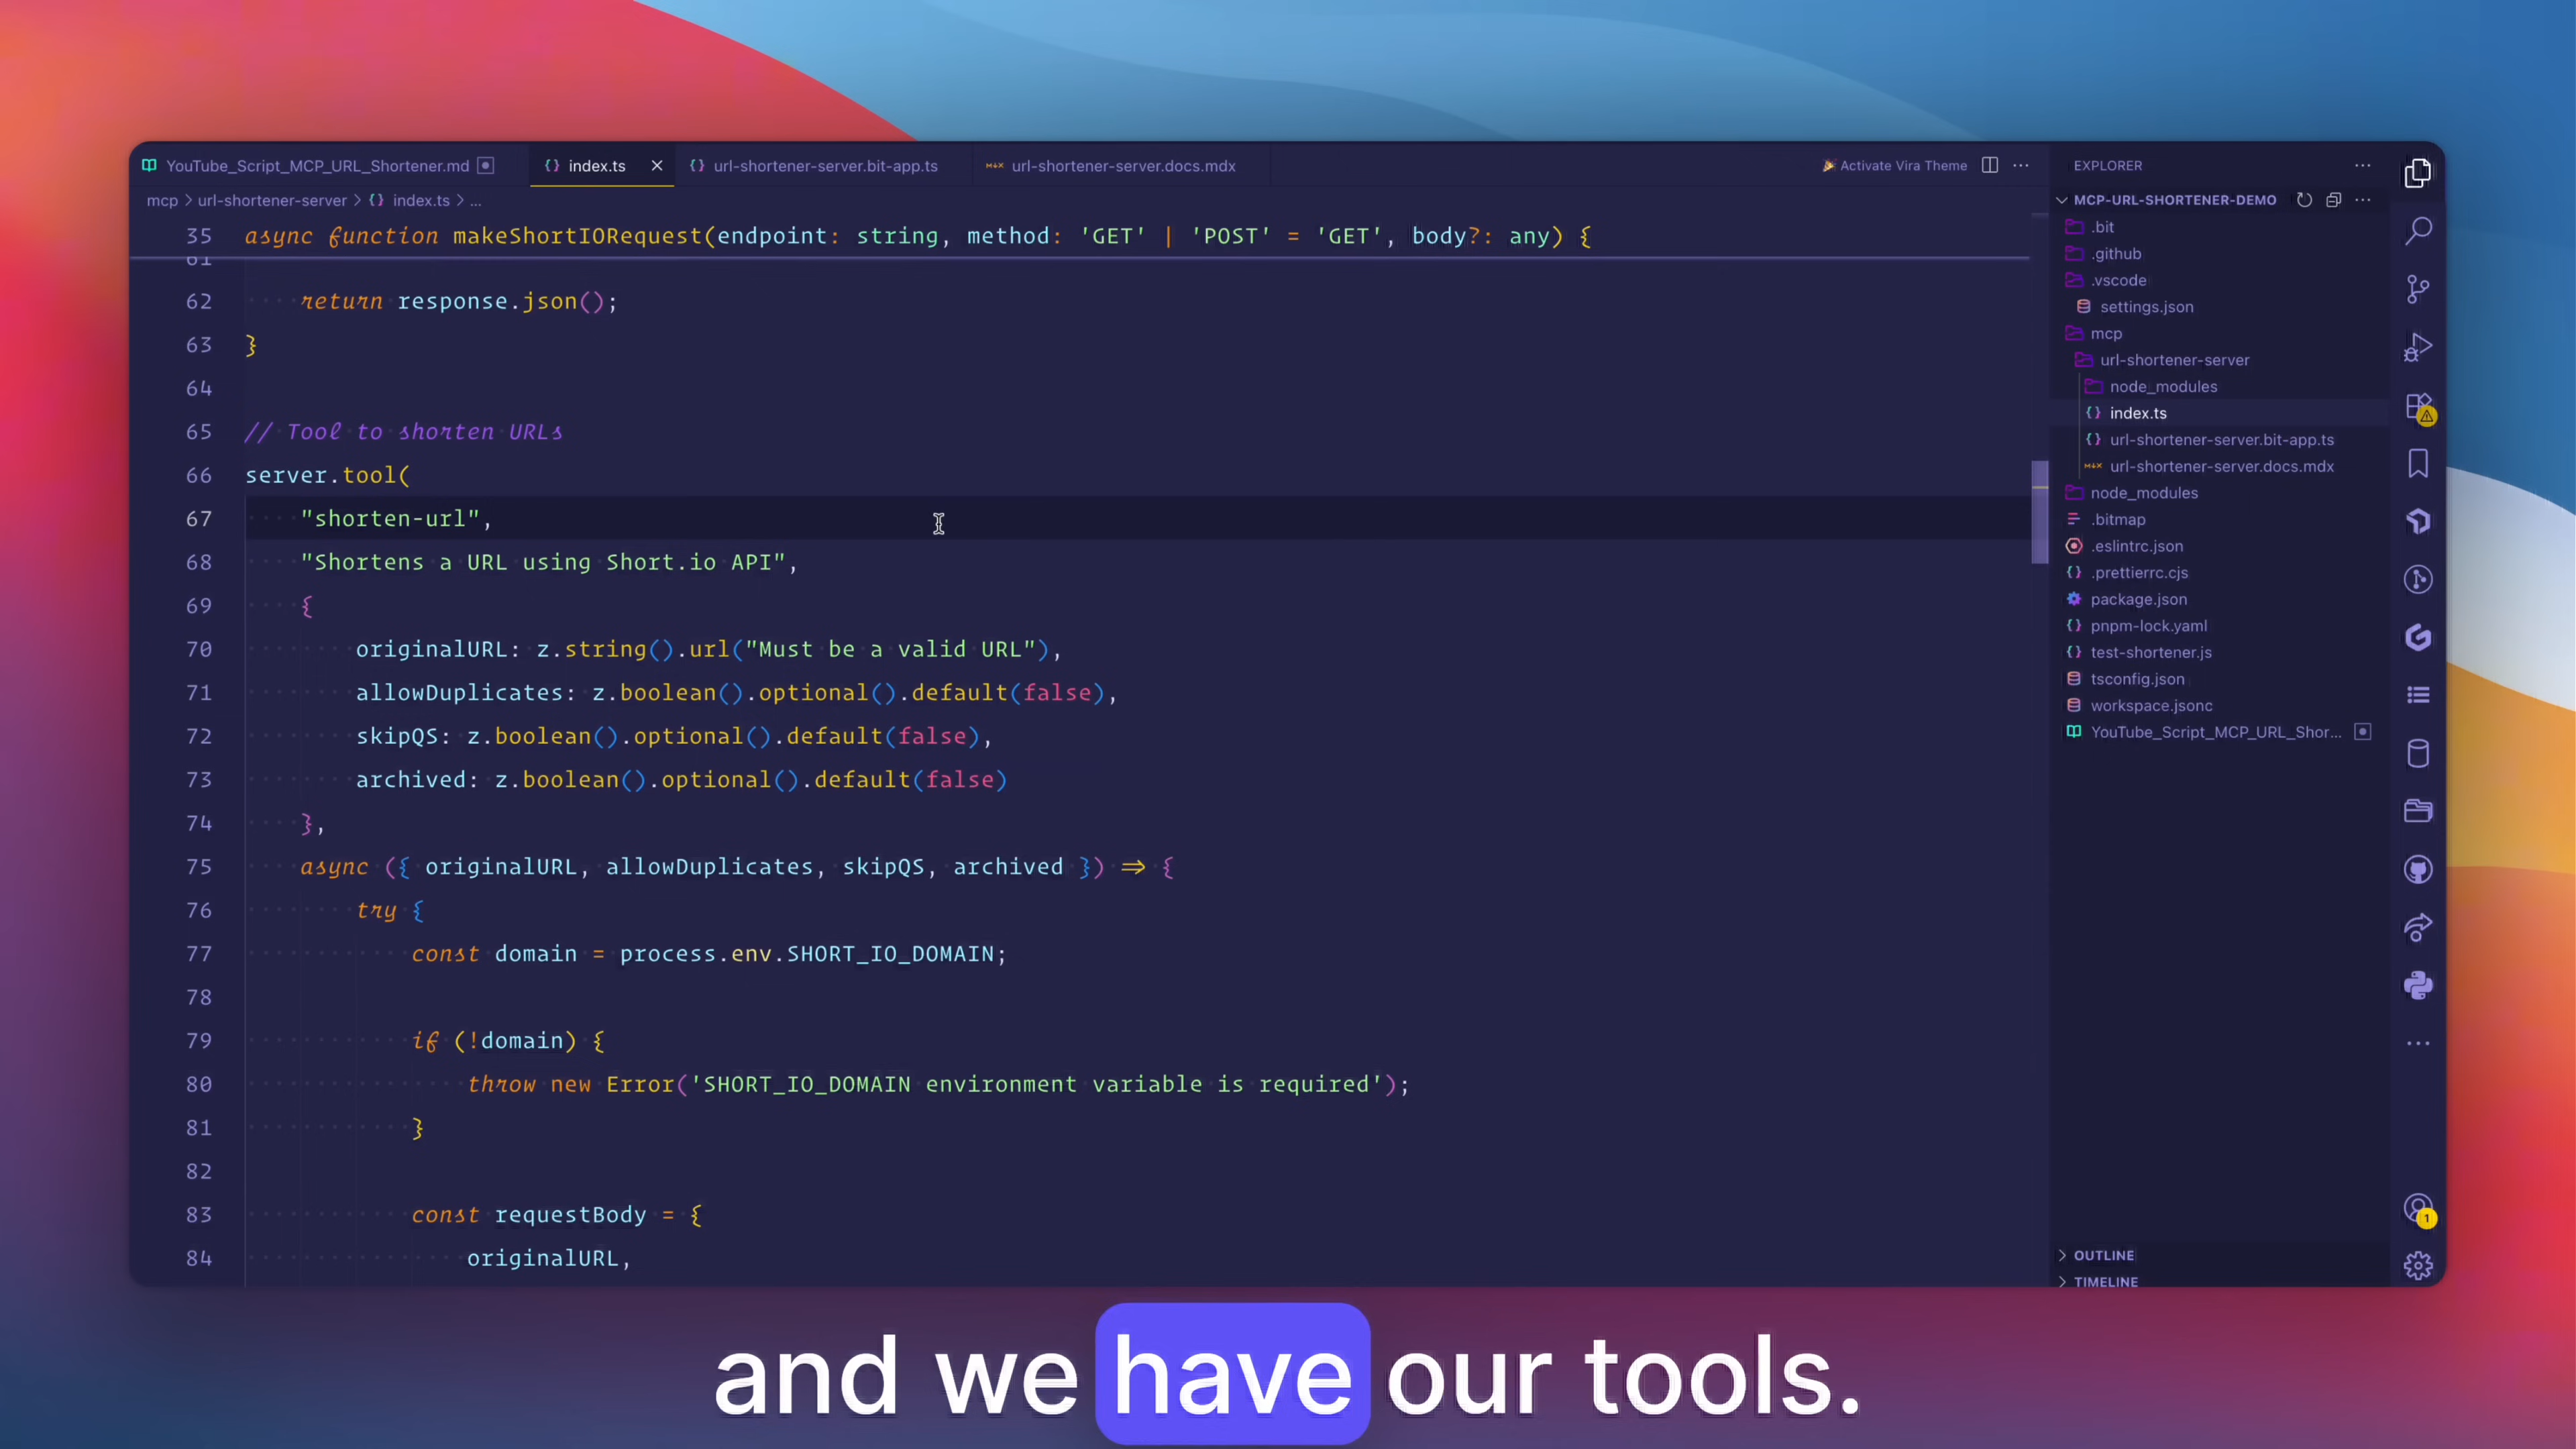 YouTube_Script_MCP_URL_Shortener.md
index.ts
url-shortener-server.bit-app.ts
url-shortener-server.docs.mdx
Activate Vira Theme
mcp > url-shortener-server > {} index.ts > ...
35 async function makeShortIORequest(endpoint: string, method: 'GET' | 'POST' = 'GET', body?: any) {
61
62 return response.json();
63 }
64
65 // Tool to shorten URLs
66 server.tool(
67 "shorten-url",
68 "Shortens a URL using Short.io API",
69 {
70 originalURL: z.string().url("Must be a valid URL"),
71 allowDuplicates: z.boolean().optional().default(false),
72 skipQS: z.boolean().optional().default(false),
73 archived: z.boolean().optional().default(false)
74 },
75 async ({ originalURL, allowDuplicates, skipQS, archived }) => {
76 try {
77 const domain = process.env.SHORT_IO_DOMAIN;
78
79 if (!domain) {
80 throw new Error('SHORT_IO_DOMAIN environment variable is required');
81 }
82
83 const requestBody = {
84 originalURL,
EXPLORER
MCP-URL-SHORTENER-DEMO
.bit
.github
.vscode
settings.json
mcp
url-shortener-server
node_modules
index.ts
url-shortener-server.bit-app.ts
url-shortener-server.docs.mdx
node_modules
.bitmap
.eslintrc.json
.prettierrc.cjs
package.json
pnpm-lock.yaml
test-shortener.js
tsconfig.json
workspace.jsonc
YouTube_Script_MCP_URL_Shor...
OUTLINE
TIMELINE
1
and we have our tools.